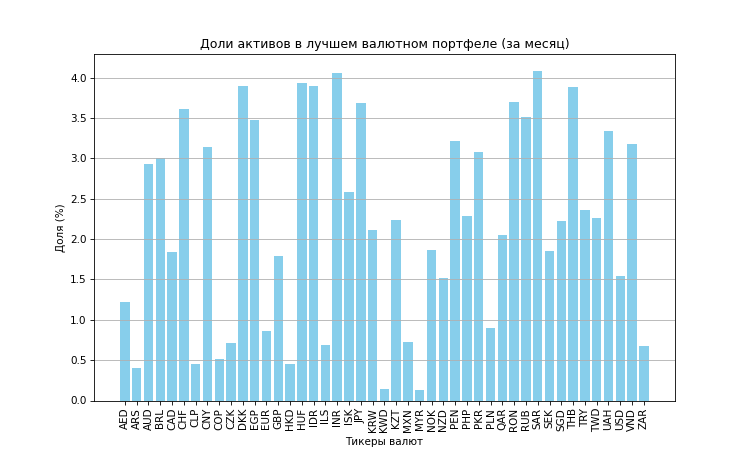 Доли активов в лучшем валютном портфеле (за месяц)
Доля (%)
4.0
3.5
3.0
2.5
2.0
1.5
1.0
0.5
0.0
AED ARS AUD BRL CAD CHF CLP CNY COP CZK DKK EGP EUR GBP HKD HUF IDR ILS INR ISK JPY KRW KWD KZT MXN MYR NOK NZD PEN PHP PKR PLN QAR RON RUB SAR SEK SGD THB TRY TWD UAH USD VND ZAR
Тикеры валют